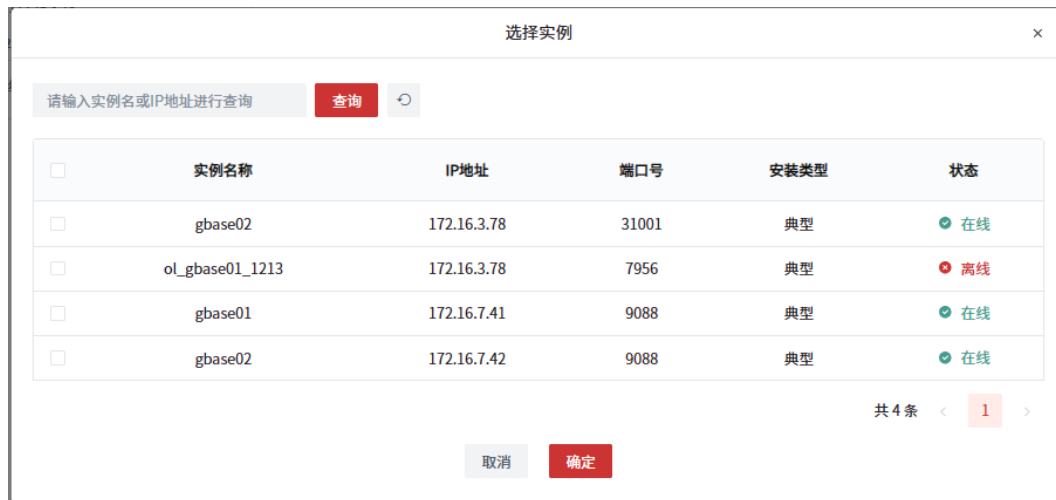 选择实例 ×
请输入实例名或IP地址进行查询 查询
实例名称 IP地址 端口号 安装类型 状态
gbase02 172.16.3.78 31001 典型 在线
ol_gbase01_1213 172.16.3.78 7956 典型 离线
gbase01 172.16.7.41 9088 典型 在线
gbase02 172.16.7.42 9088 典型 在线
共 4 条 < 1 >
取消 确定